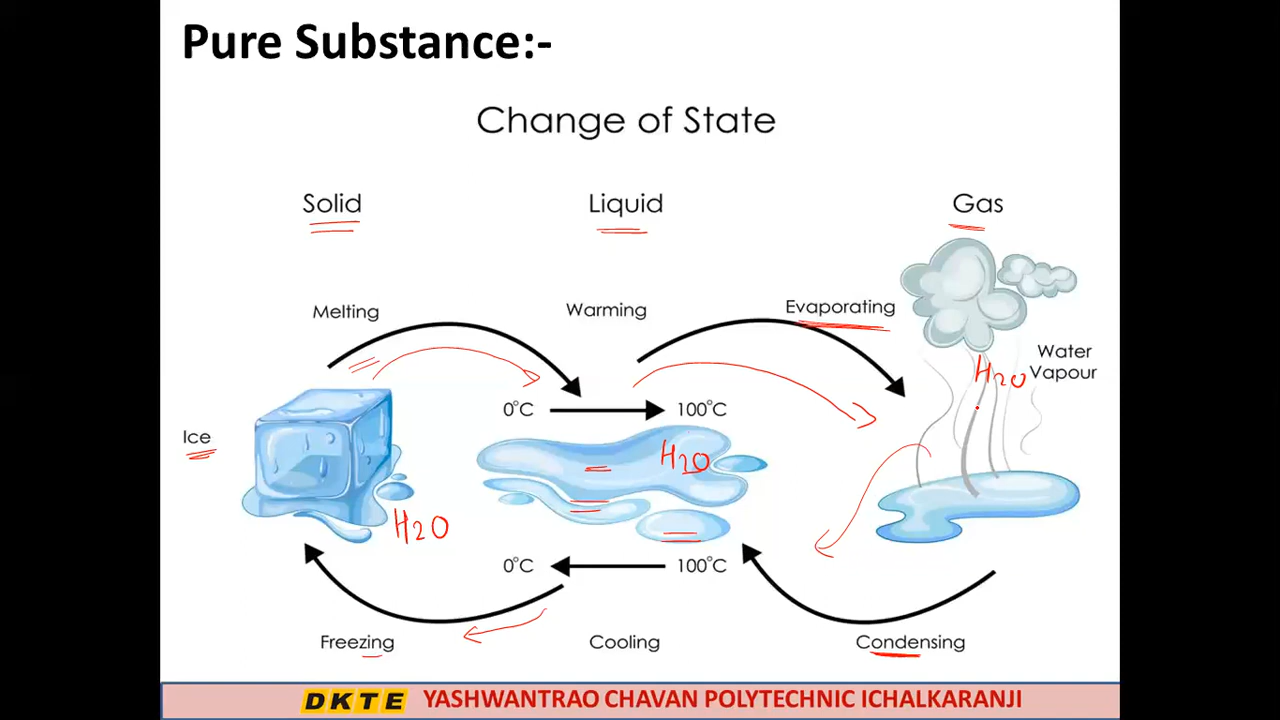 Pure Substance:-
Change of State
Solid
Liquid
Gas
Melting
Warming
Evaporating
Water
Vapour
H2O
0°C
100°C
Ice
H2O
H2O
0°C
100°C
Freezing
Cooling
Condensing
DKTE YASHWANTRAO CHAVAN POLYTECHNIC ICHALKARANJI